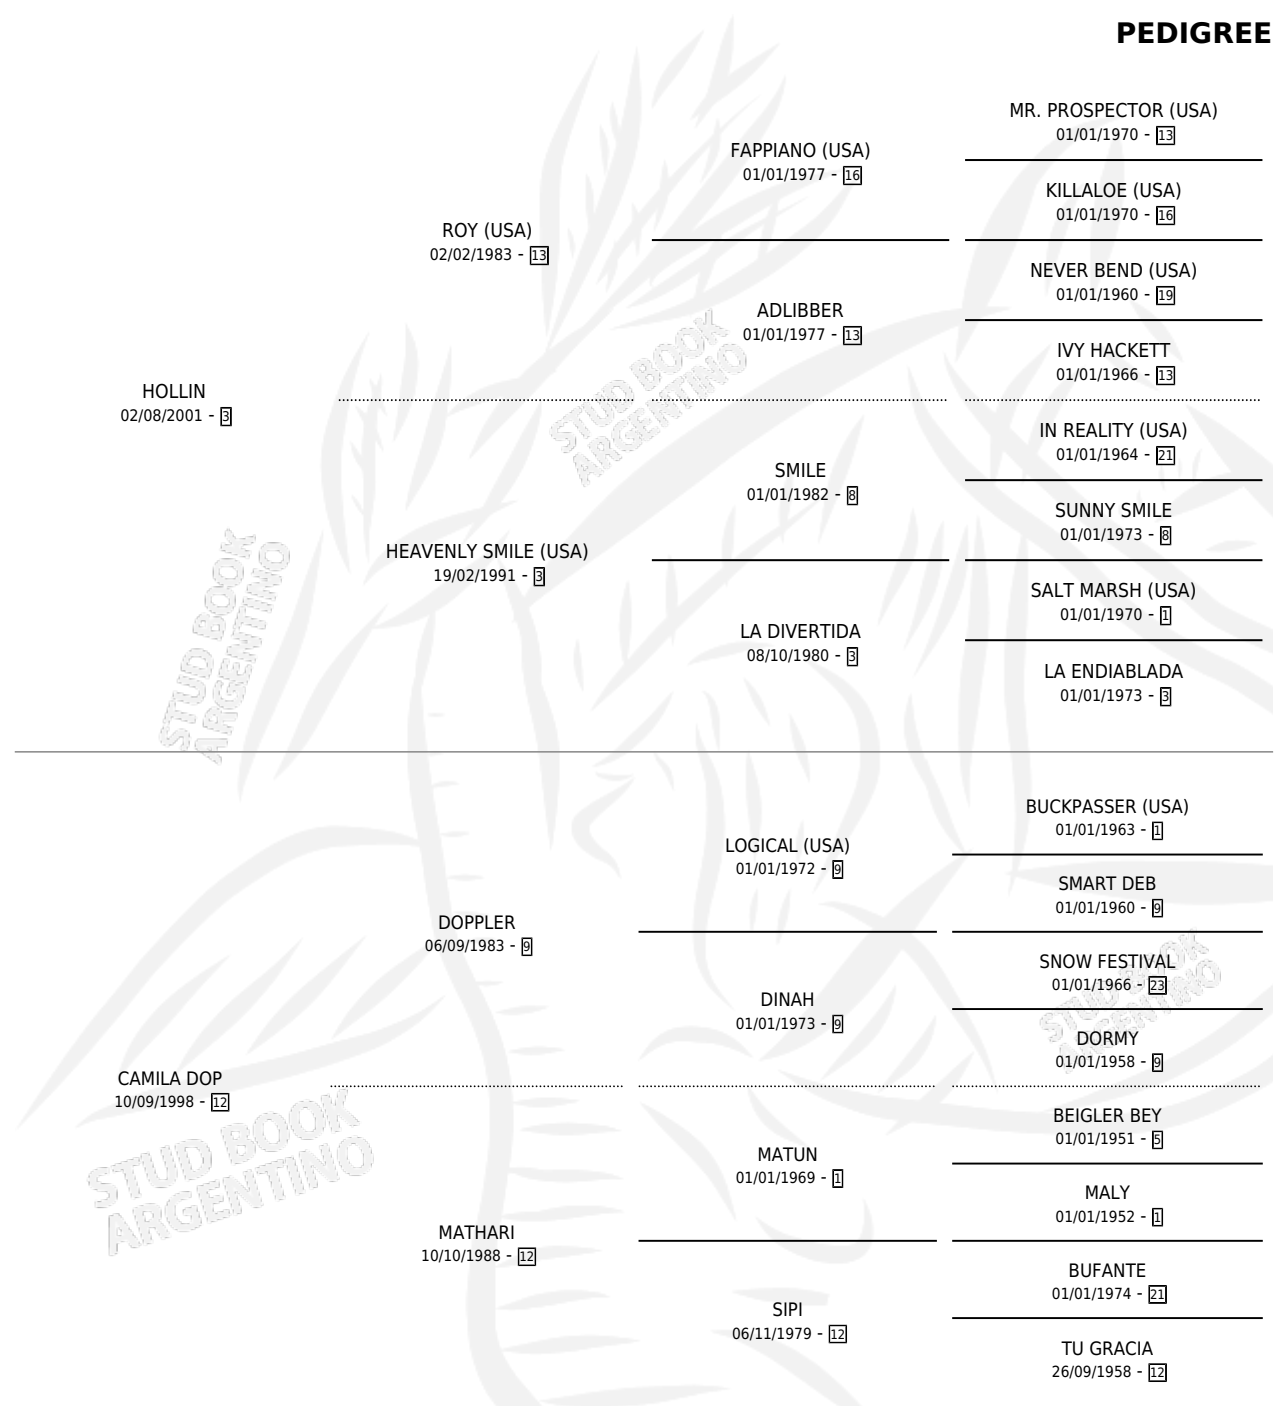 PEDIGREE
MR. PROSPECTOR (USA)
01/01/1970 - 13
FAPPIANO (USA)
01/01/1977 - 16
KILLALOE (USA)
01/01/1970 - 16
ROY (USA)
02/02/1983 - 13
NEVER BEND (USA)
01/01/1960 - 19
ADLIBBER
01/01/1977 - 13
IVY HACKETT
01/01/1966 - 13
HOLLIN
02/08/2001 - 3
IN REALITY (USA)
01/01/1964 - 21
SMILE
01/01/1982 - 8
SUNNY SMILE
01/01/1973 - 8
HEAVENLY SMILE (USA)
19/02/1991 - 3
SALT MARSH (USA)
01/01/1970 - 1
LA DIVERTIDA
08/10/1980 - 3
LA ENDIABLADA
01/01/1973 - 3
BUCKPASSER (USA)
01/01/1963 - 1
LOGICAL (USA)
01/01/1972 - 9
SMART DEB
01/01/1960 - 9
DOPPLER
06/09/1983 - 9
SNOW FESTIVAL
01/01/1966 - 23
DINAH
01/01/1973 - 9
DORMY
01/01/1958 - 9
CAMILA DOP
10/09/1998 - 12
BEIGLER BEY
01/01/1951 - 5
MATUN
01/01/1969 - 1
MALY
01/01/1952 - 1
MATHARI
10/10/1988 - 12
BUFANTE
01/01/1974 - 21
SIPI
06/11/1979 - 12
TU GRACIA
26/09/1958 - 12
STUD BOOK
ARGENTINO
STUD BOOK
ARGENTINO
STUD BOOK
ARGENTINO
STUD BOOK
ARGENTINO